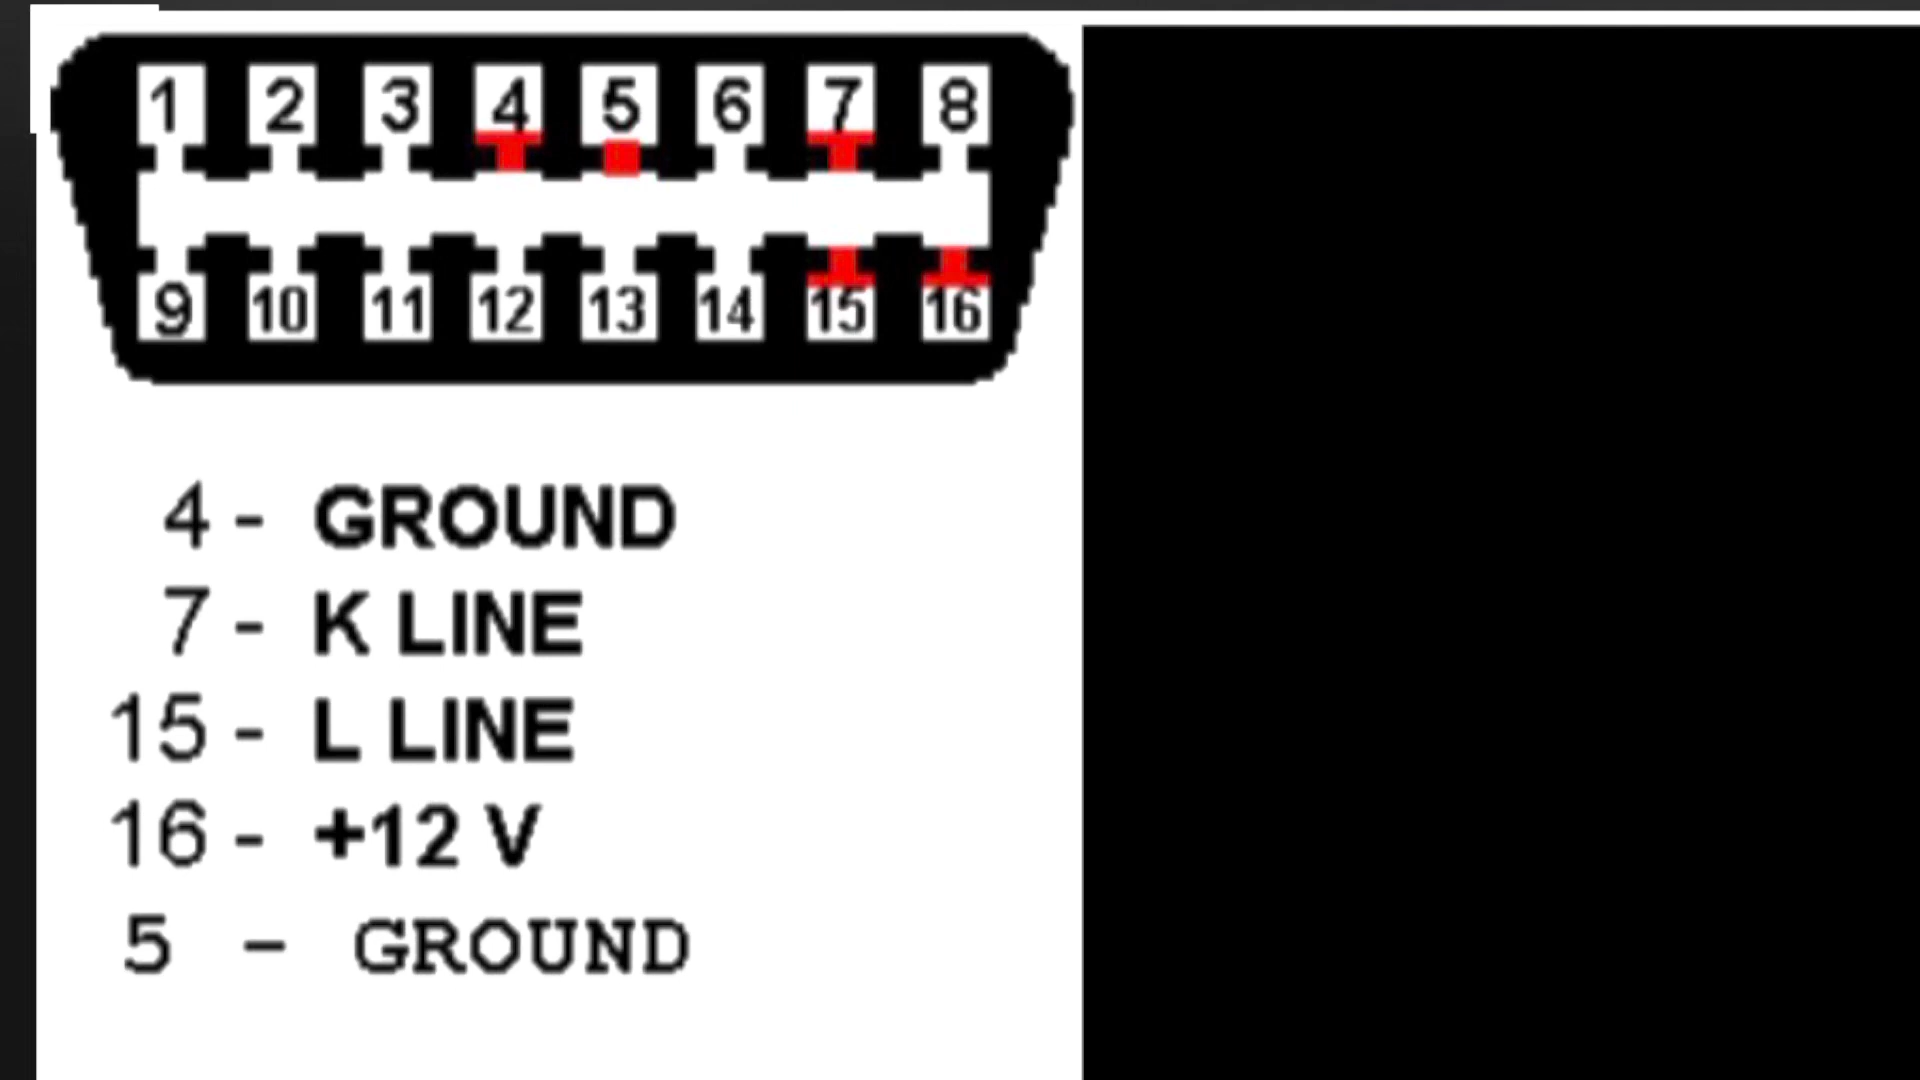 1 2 3 4 5 6 7 8
9 10 11 12 13 14 15 16
4 - GROUND
7 - K LINE
15 - L LINE
16 - +12 V
5 - GROUND